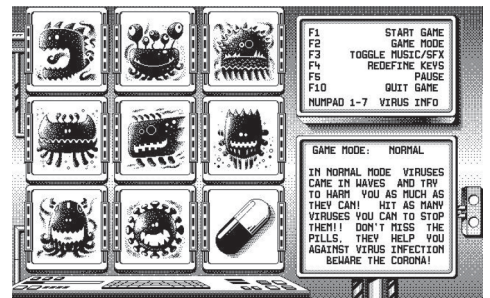 F1 START GAME
F2 GAME MODE
F3 TOGGLE MUSIC/SFX
F4 REDEFINE KEYS
F5 PAUSE
F10 QUIT GAME
NUMPAD 1-7 VIRUS INFO
GAME MODE: NORMAL
IN NORMAL MODE VIRUSES
CAME IN WAVES AND TRY
TO HARM YOU AS MUCH AS
THEY CAN! HIT AS MANY
VIRUSES YOU CAN TO STOP
THEM!! DON'T MISS THE
PILLS, THEY HELP YOU
AGAINST VIRUS INFECTION
BEWARE THE CORONA!